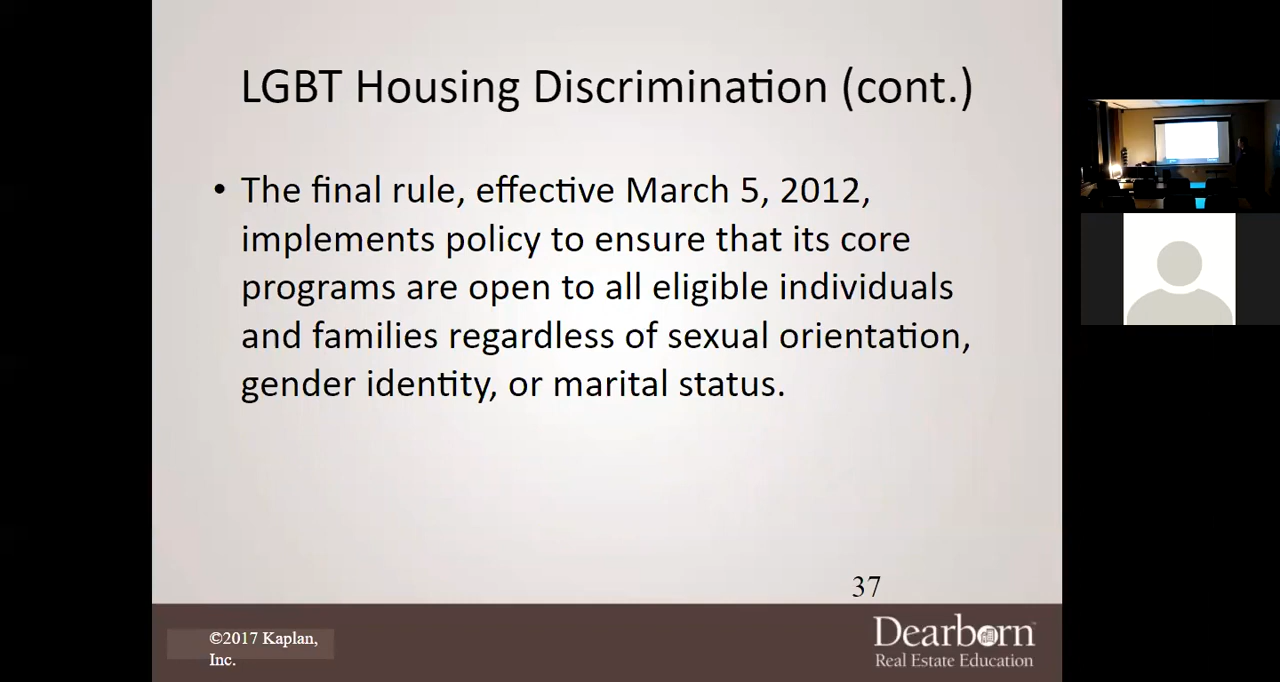 LGBT Housing Discrimination (cont.)
• The final rule, effective March 5, 2012,
implements policy to ensure that its core
programs are open to all eligible individuals
and families regardless of sexual orientation,
gender identity, or marital status.
37
©2017 Kaplan,
Inc.
Dearborn™
Real Estate Education